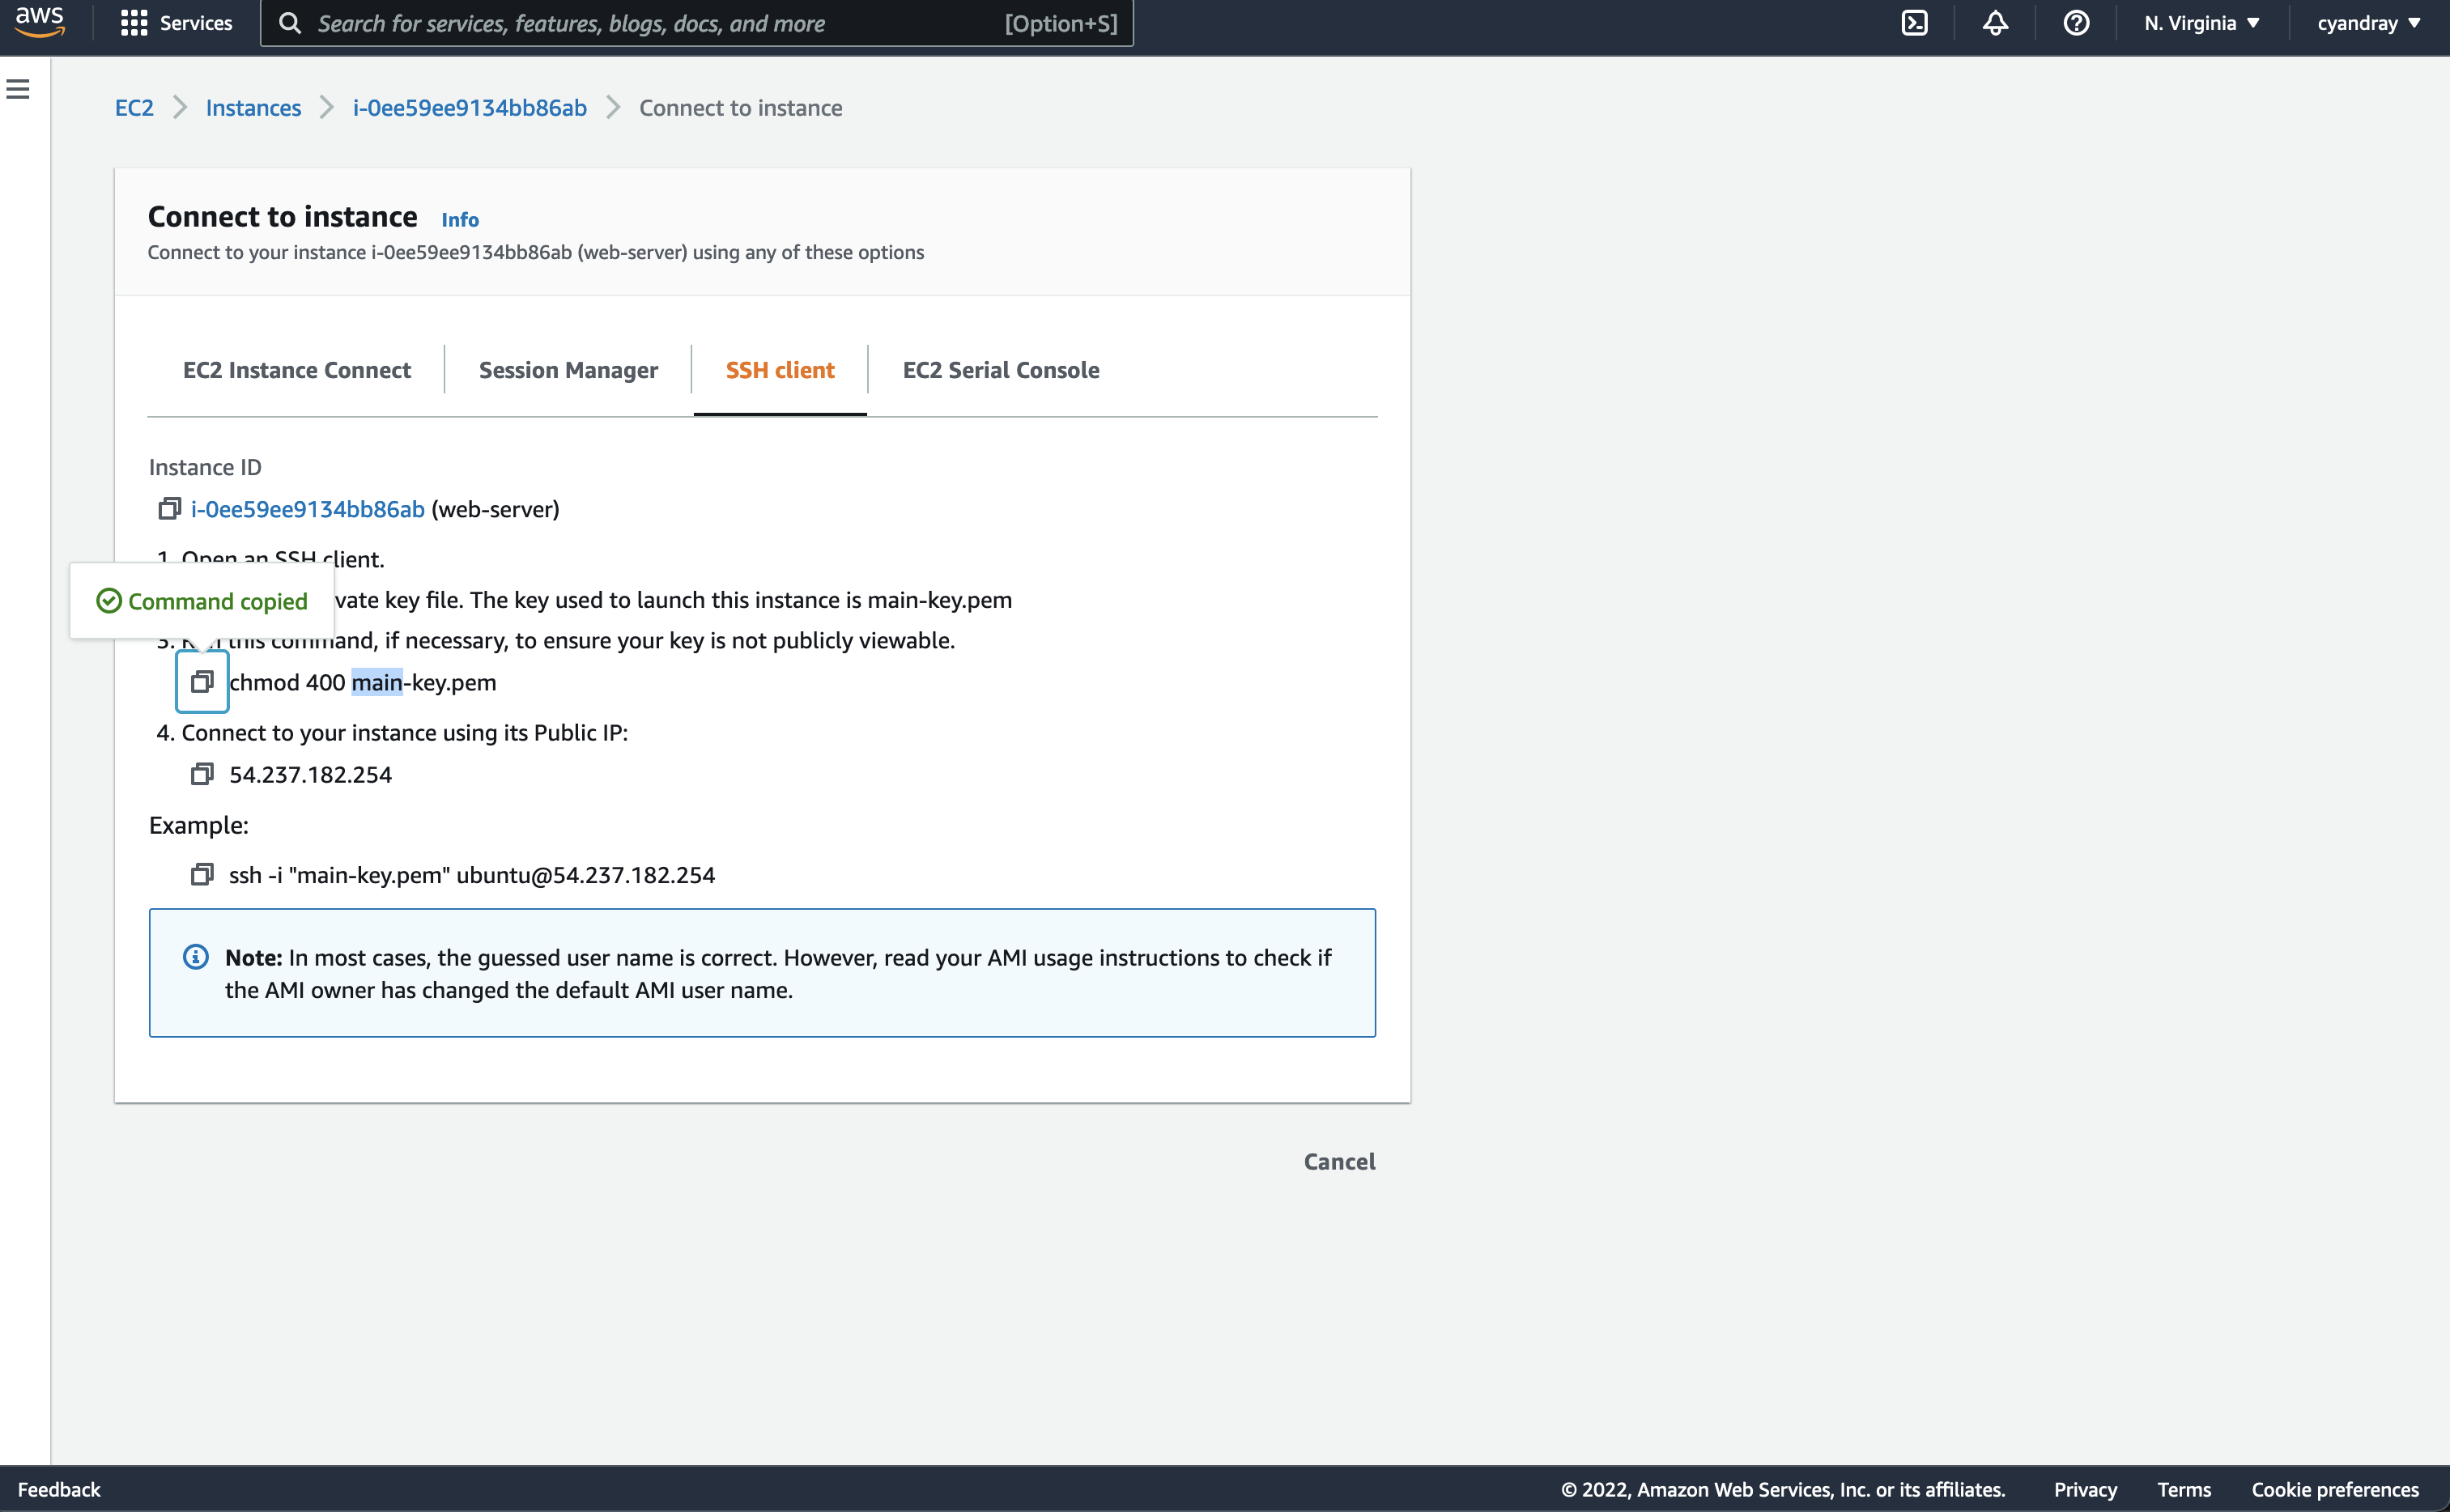 aws
Services
Search for services, features, blogs, docs, and more
[Option+S]
N. Virginia
cyandray
EC2
Instances
i-0ee59ee9134bb86ab
Connect to instance
Connect to instance
Info
Connect to your instance i-0ee59ee9134bb86ab (web-server) using any of these options
EC2 Instance Connect
Session Manager
SSH client
EC2 Serial Console
Instance ID
i-0ee59ee9134bb86ab (web-server)
1. Open an SSH client.
Command copied
vate key file. The key used to launch this instance is main-key.pem
3. Run this command, if necessary, to ensure your key is not publicly viewable.
chmod 400 main-key.pem
4. Connect to your instance using its Public IP:
54.237.182.254
Example:
ssh -i "main-key.pem" ubuntu@54.237.182.254
Note: In most cases, the guessed user name is correct. However, read your AMI usage instructions to check if
the AMI owner has changed the default AMI user name.
Cancel
Feedback
© 2022, Amazon Web Services, Inc. or its affiliates.
Privacy
Terms
Cookie preferences